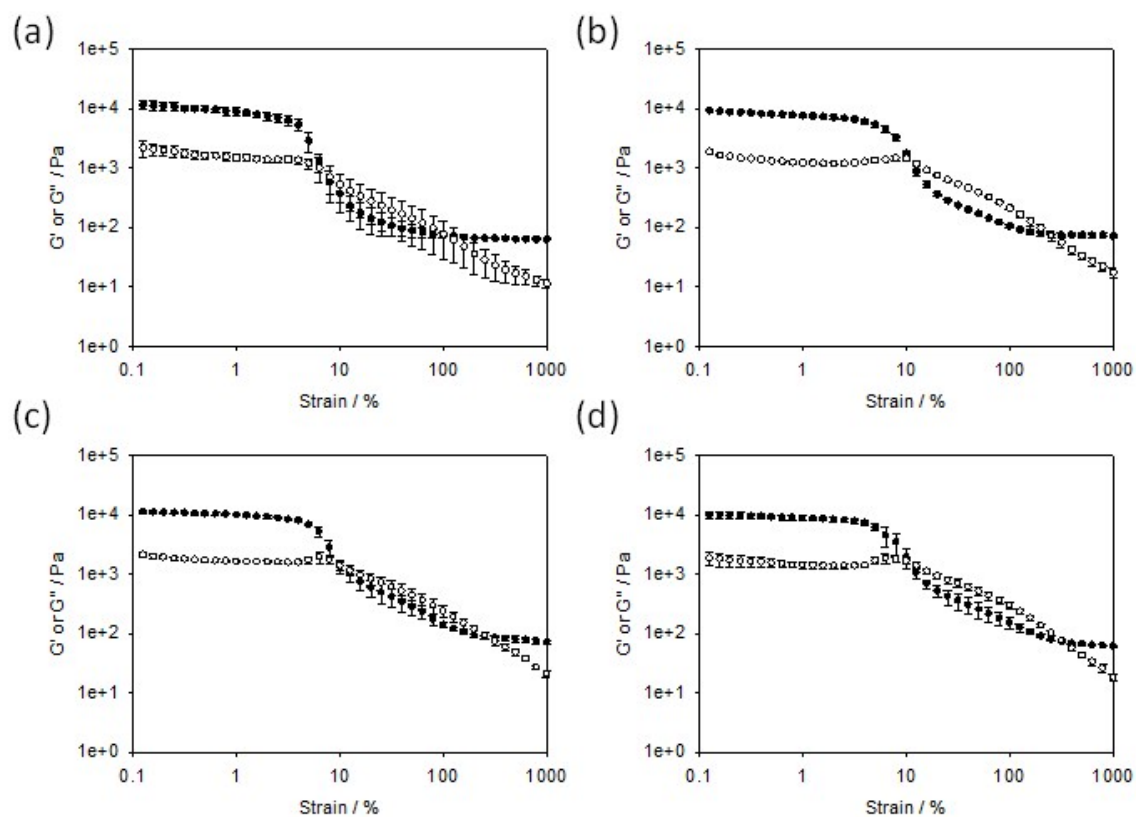 (a)
(b)
G' or G'' / Pa
1e+5
1e+4
1e+3
1e+2
1e+1
1e+0
0.1 1 10 100 1000
Strain / %
G' or G'' / Pa
1e+5
1e+4
1e+3
1e+2
1e+1
1e+0
0.1 1 10 100 1000
Strain / %
(c)
(d)
G' or G'' / Pa
1e+5
1e+4
1e+3
1e+2
1e+1
1e+0
0.1 1 10 100 1000
Strain / %
G' or G'' / Pa
1e+5
1e+4
1e+3
1e+2
1e+1
1e+0
0.1 1 10 100 1000
Strain / %